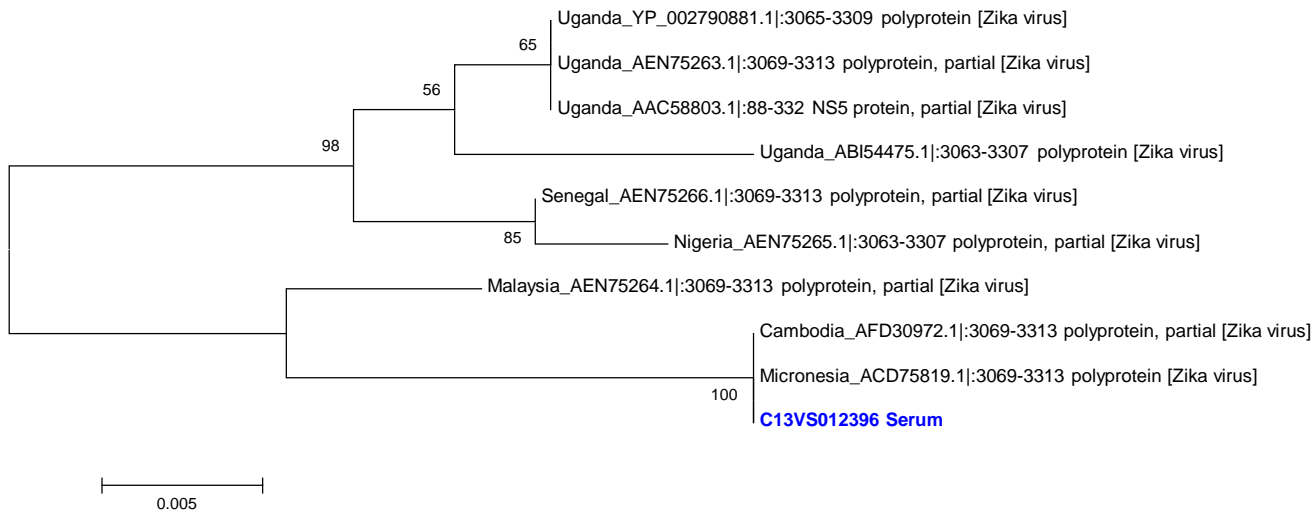 Uganda_YP_002790881.1|:3065-3309 polyprotein [Zika virus]
65
Uganda_AEN75263.1|:3069-3313 polyprotein, partial [Zika virus]
56
Uganda_AAC58803.1|:88-332 NS5 protein, partial [Zika virus]
98
Uganda_ABI54475.1|:3063-3307 polyprotein [Zika virus]
Senegal_AEN75266.1|:3069-3313 polyprotein, partial [Zika virus]
85
Nigeria_AEN75265.1|:3063-3307 polyprotein, partial [Zika virus]
Malaysia_AEN75264.1|:3069-3313 polyprotein, partial [Zika virus]
Cambodia_AFD30972.1|:3069-3313 polyprotein, partial [Zika virus]
Micronesia_ACD75819.1|:3069-3313 polyprotein [Zika virus]
100
C13VS012396 Serum
0.005